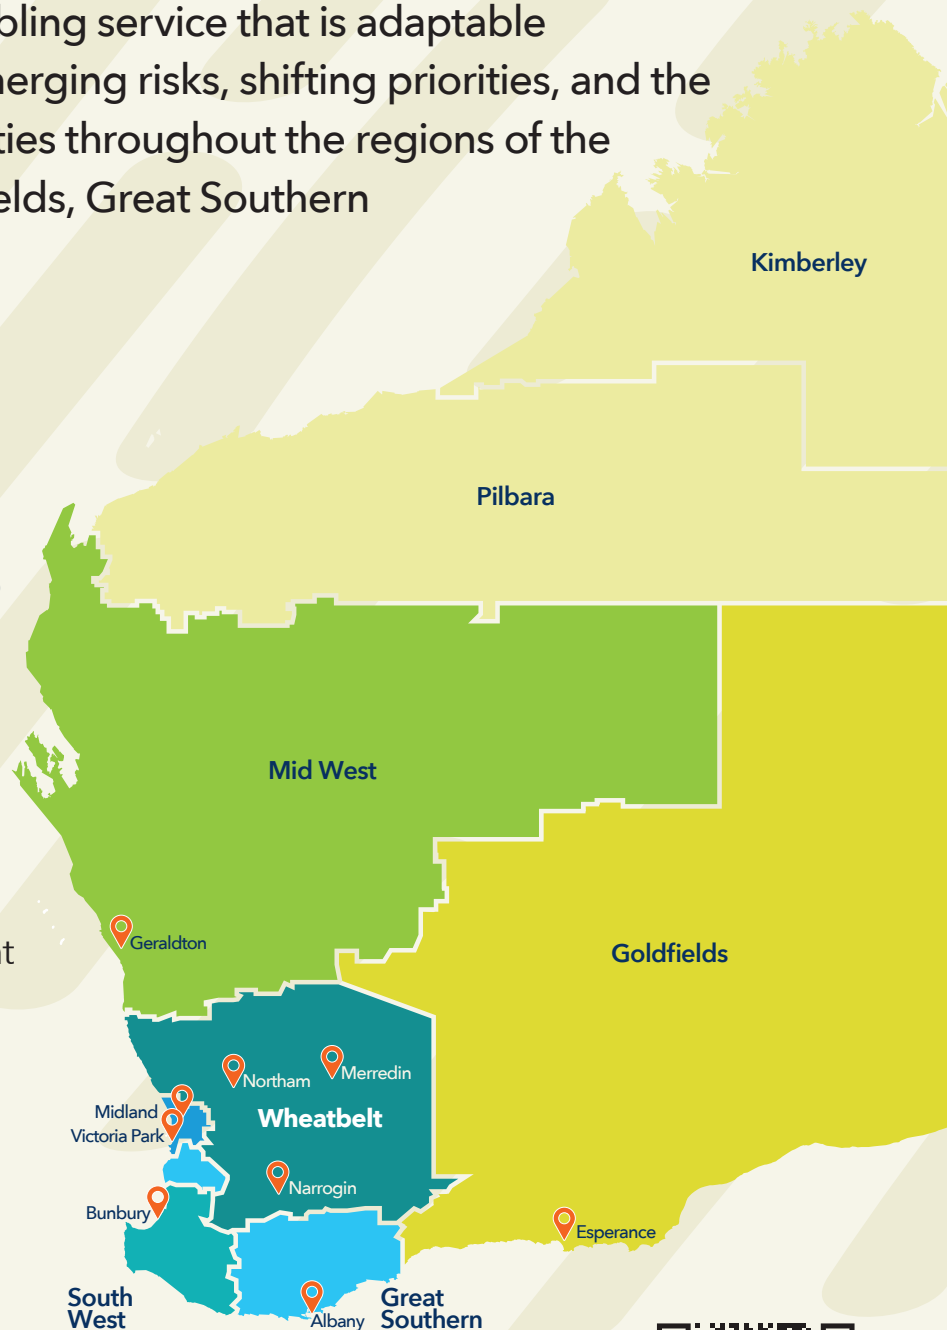 bling service that is adaptable
erging risks, shifting priorities, and the
ties throughout the regions of the
elds, Great Southern
Kimberley
Pilbara
Mid West
Geraldton
t
Goldfields
Northam
Merredin
Midland
Wheatbelt
Victoria Park
Narrogin
Bunbury
Esperance
South
West
Great
Southern
Albany